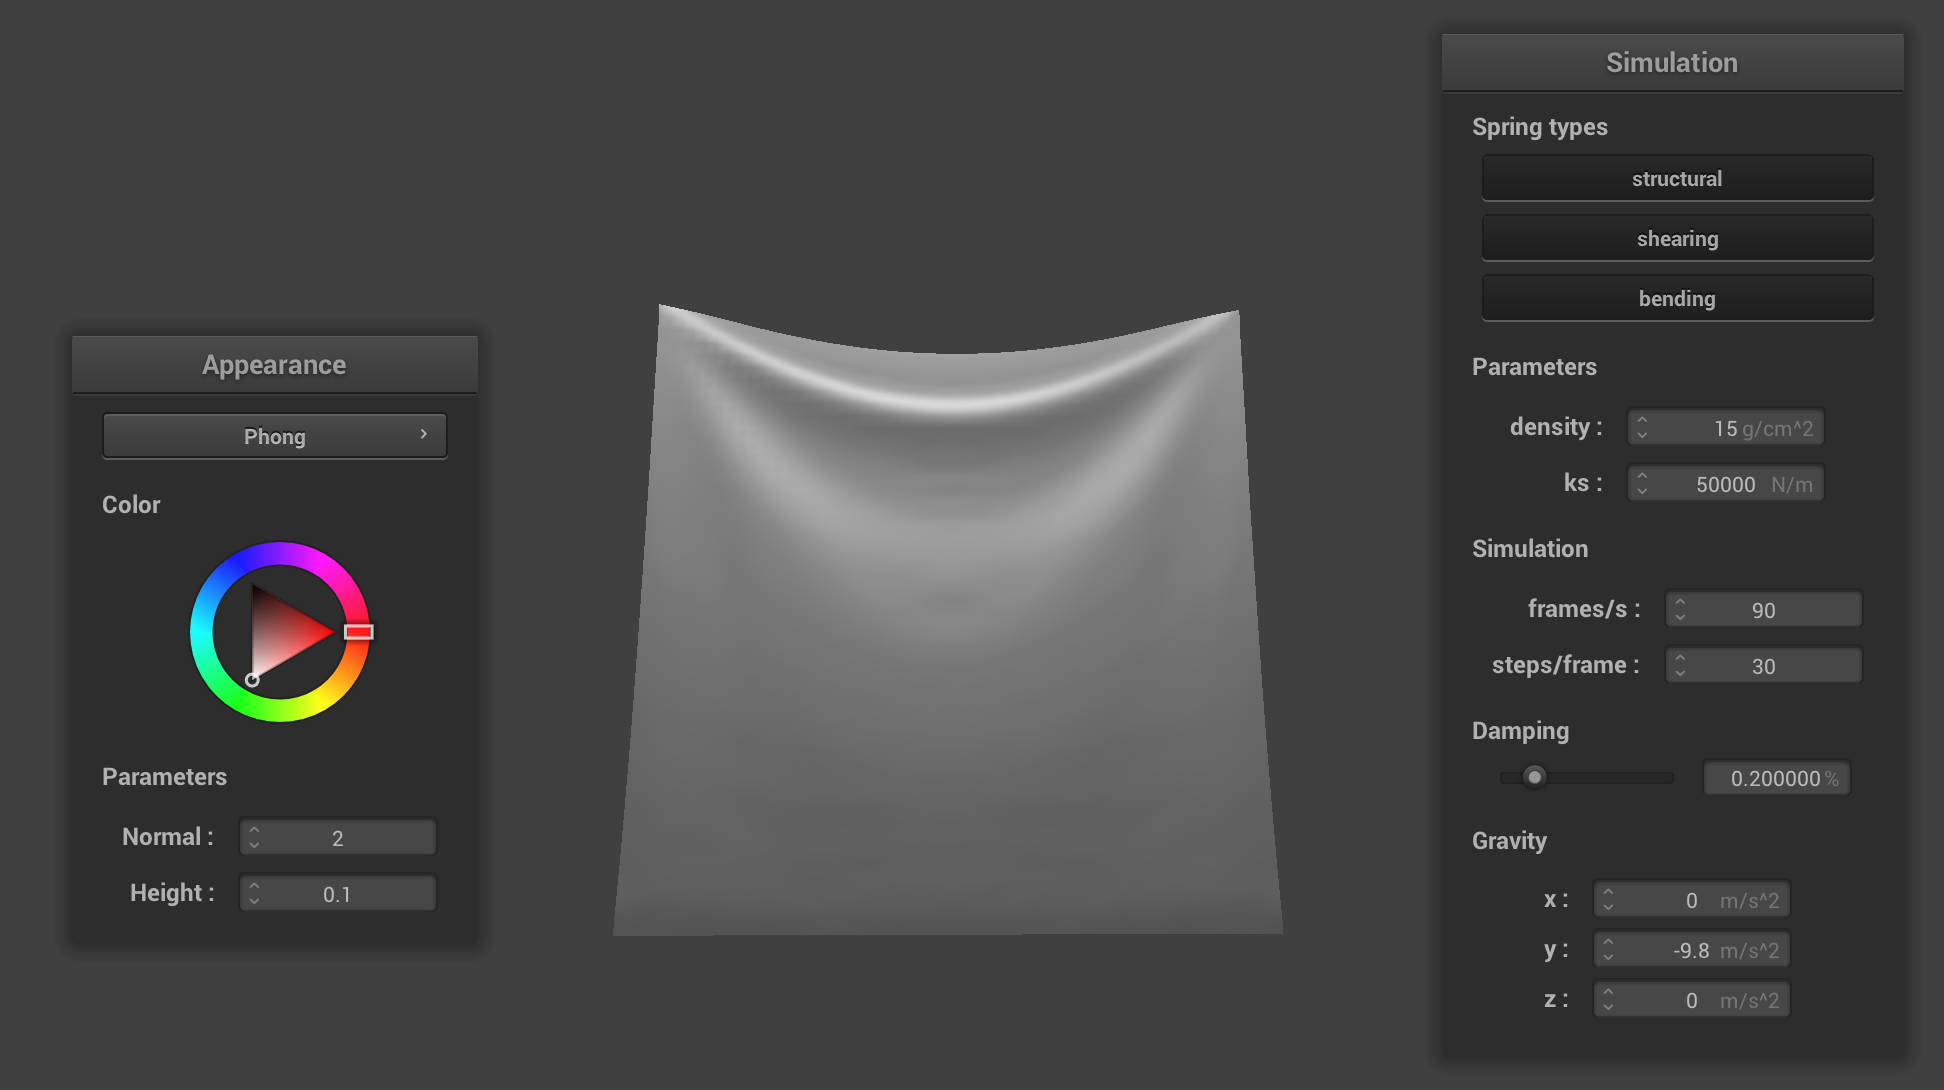 Appearance
Phong
Color
Parameters
Normal : 2
Height : 0.1
Simulation
Spring types
structural
shearing
bending
Parameters
density : 15 g/cm^2
ks : 50000 N/m
Simulation
frames/s : 90
steps/frame : 30
Damping
0.200000 %
Gravity
x : 0 m/s^2
y : -9.8 m/s^2
z : 0 m/s^2